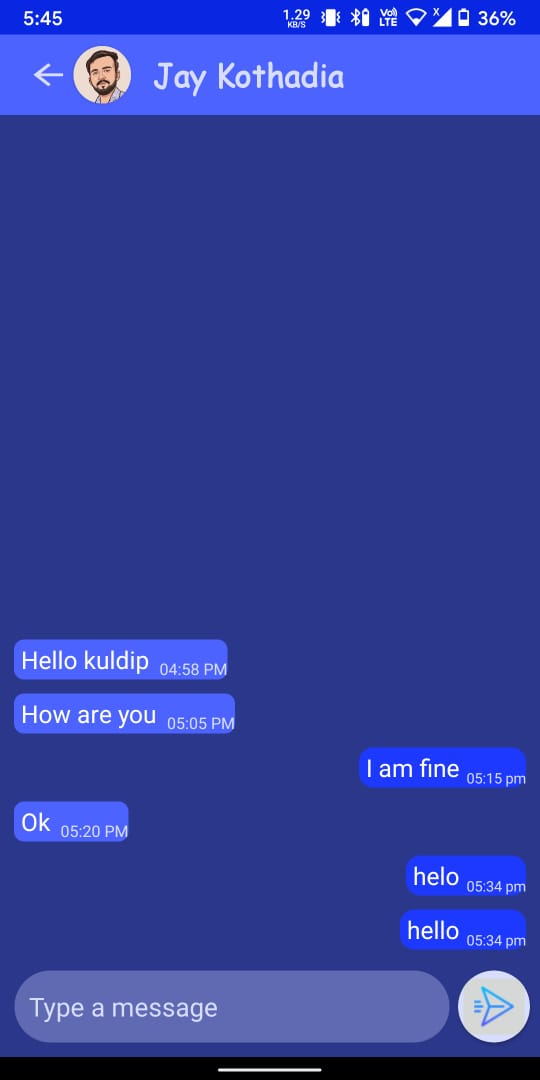 5:45 1.29 KB/S Vo) LTE X 36%
Jay Kothadia
Hello kuldip 04:58 PM
How are you 05:05 PM
I am fine 05:15 pm
Ok 05:20 PM
helo 05:34 pm
hello 05:34 pm
Type a message